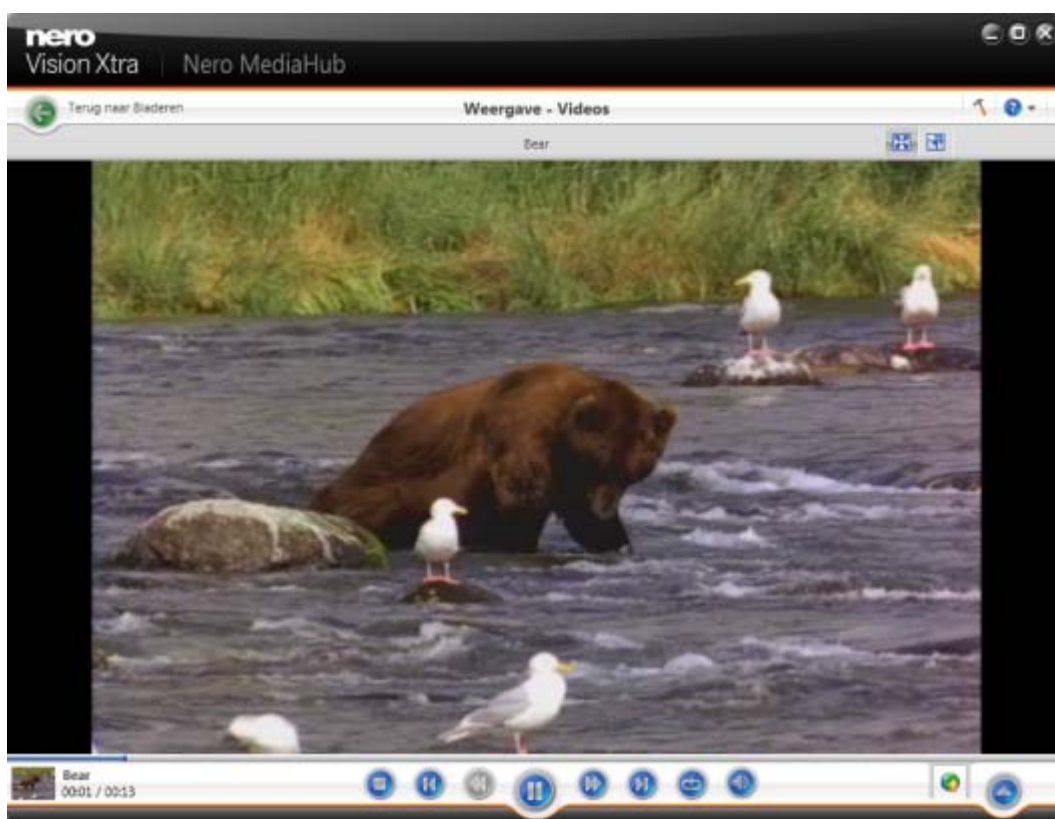 nero
Vision Xtra | Nero MediaHub
Terug naar Bladeren
Weergave - Videos
Bear
Bear
00:01 / 00:13